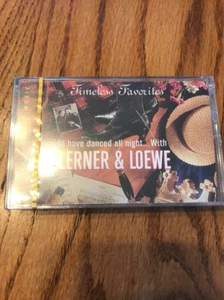 Timeless Favorites
have danced all night... With
LERNER & LOEWE